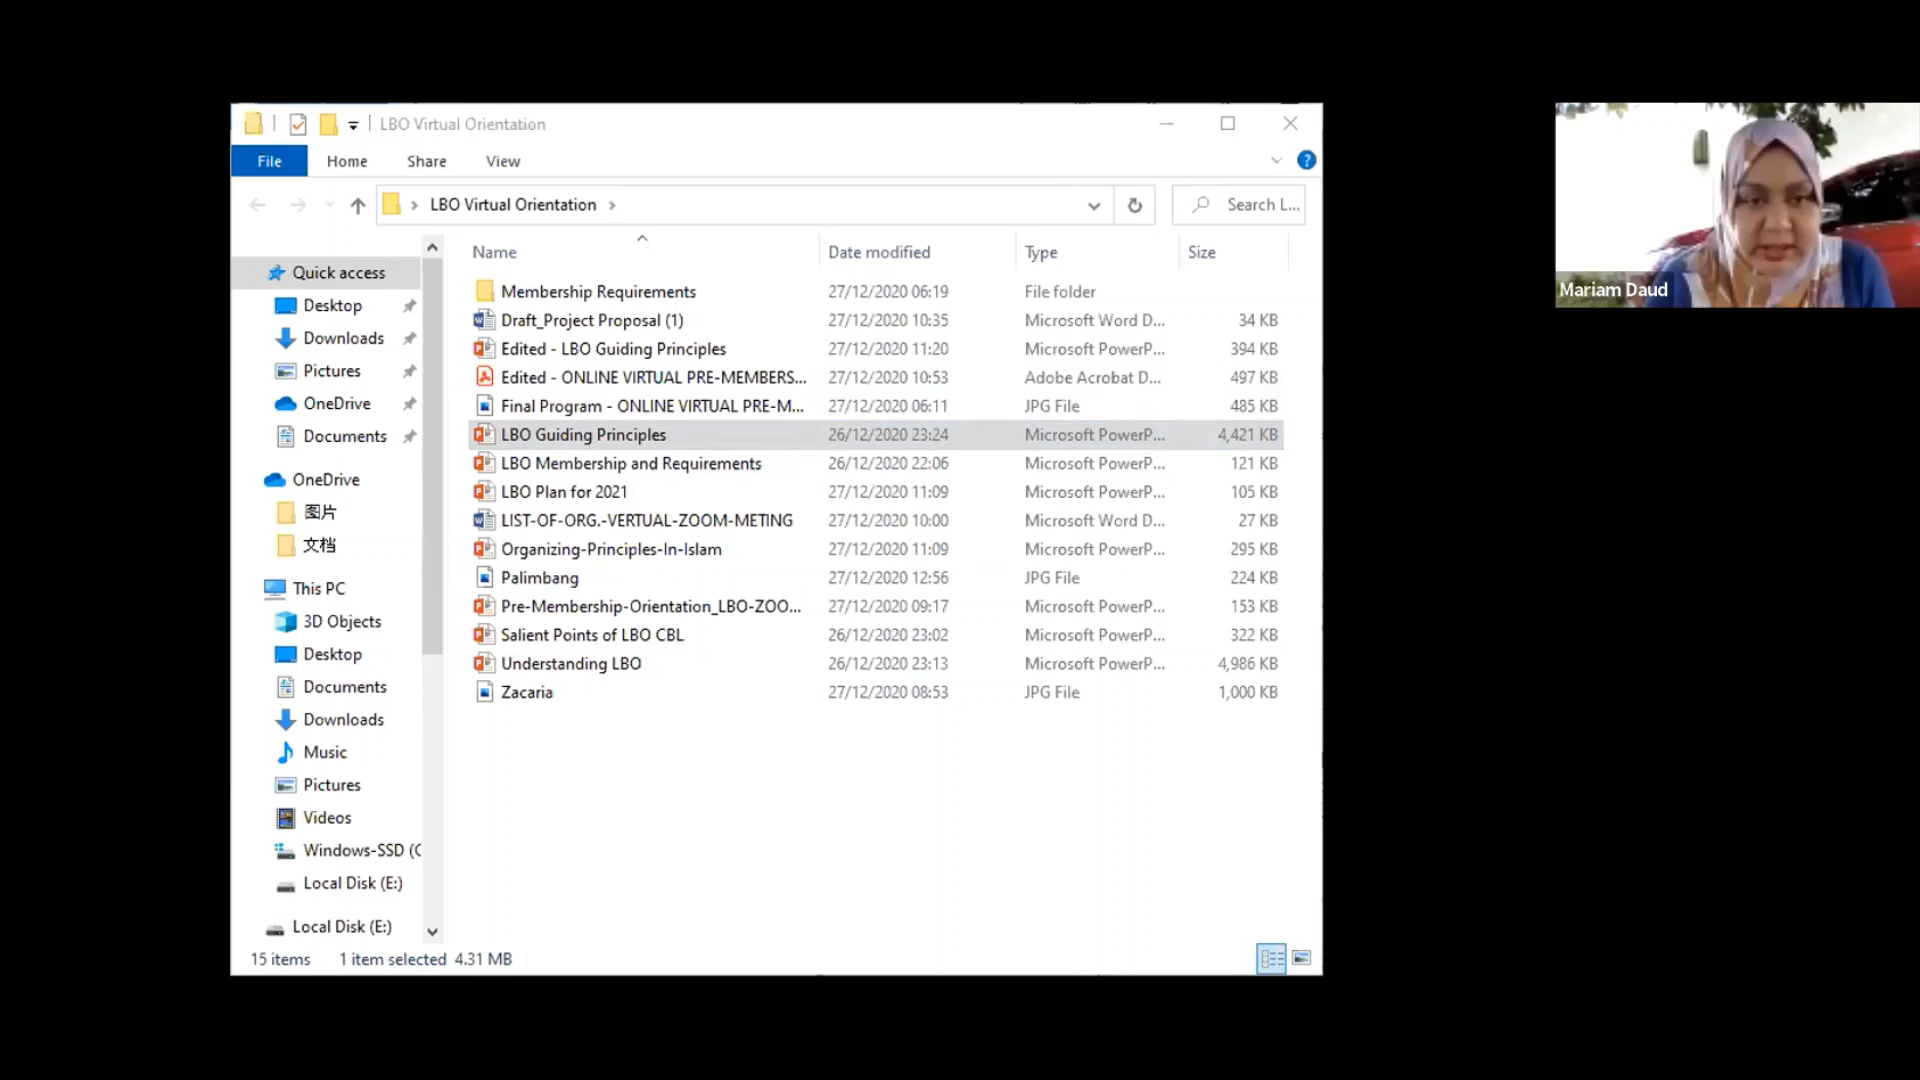 LBO Virtual Orientation
File Home Share View
LBO Virtual Orientation
Search L...
Name Date modified Type Size
Quick access
Desktop
Downloads
Pictures
OneDrive
Documents
OneDrive
图片
文档
This PC
3D Objects
Desktop
Documents
Downloads
Music
Pictures
Videos
Windows-SSD (C
Local Disk (E:)
Local Disk (E:)
Membership Requirements 27/12/2020 06:19 File folder
Draft_Project Proposal (1) 27/12/2020 10:35 Microsoft Word D... 34 KB
Edited - LBO Guiding Principles 27/12/2020 11:20 Microsoft PowerP... 394 KB
Edited - ONLINE VIRTUAL PRE-MEMBERS... 27/12/2020 10:53 Adobe Acrobat D... 497 KB
Final Program - ONLINE VIRTUAL PRE-M... 27/12/2020 06:11 JPG File 485 KB
LBO Guiding Principles 26/12/2020 23:24 Microsoft PowerP... 4,421 KB
LBO Membership and Requirements 26/12/2020 22:06 Microsoft PowerP... 121 KB
LBO Plan for 2021 27/12/2020 11:09 Microsoft PowerP... 105 KB
LIST-OF-ORG.-VERTUAL-ZOOM-METING 27/12/2020 10:00 Microsoft Word D... 27 KB
Organizing-Principles-In-Islam 27/12/2020 11:09 Microsoft PowerP... 295 KB
Palimbang 27/12/2020 12:56 JPG File 224 KB
Pre-Membership-Orientation_LBO-ZOO... 27/12/2020 09:17 Microsoft PowerP... 153 KB
Salient Points of LBO CBL 26/12/2020 23:02 Microsoft PowerP... 322 KB
Understanding LBO 26/12/2020 23:13 Microsoft PowerP... 4,986 KB
Zacaria 27/12/2020 08:53 JPG File 1,000 KB
15 items 1 item selected 4.31 MB
Mariam Daud